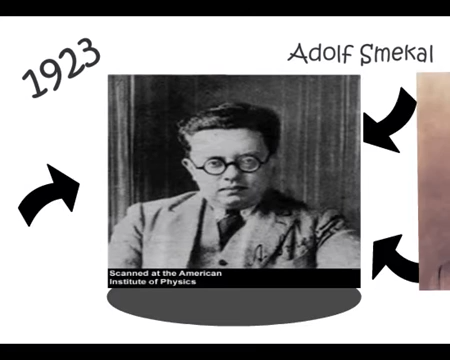 1923
Adolf Smekal
Scanned at the American
Institute of Physics